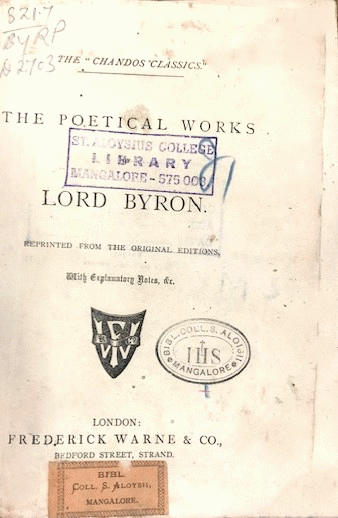 821.7
BYRP
THE "CHANDOS CLASSICS."
THE POETICAL WORKS
ST. ALOYSIUS COLLEGE
LIBRARY
MANGALORE - 575 003
LORD BYRON.
REPRINTED FROM THE ORIGINAL EDITIONS,
With Explanatory Notes, &c.
BIBL. COLL. S. ALOISII
IHS
MANGALORE
LONDON:
FREDERICK WARNE & CO.,
BEDFORD STREET, STRAND.
BIBL.
COLL. S. ALOYSII,
MANGALORE.